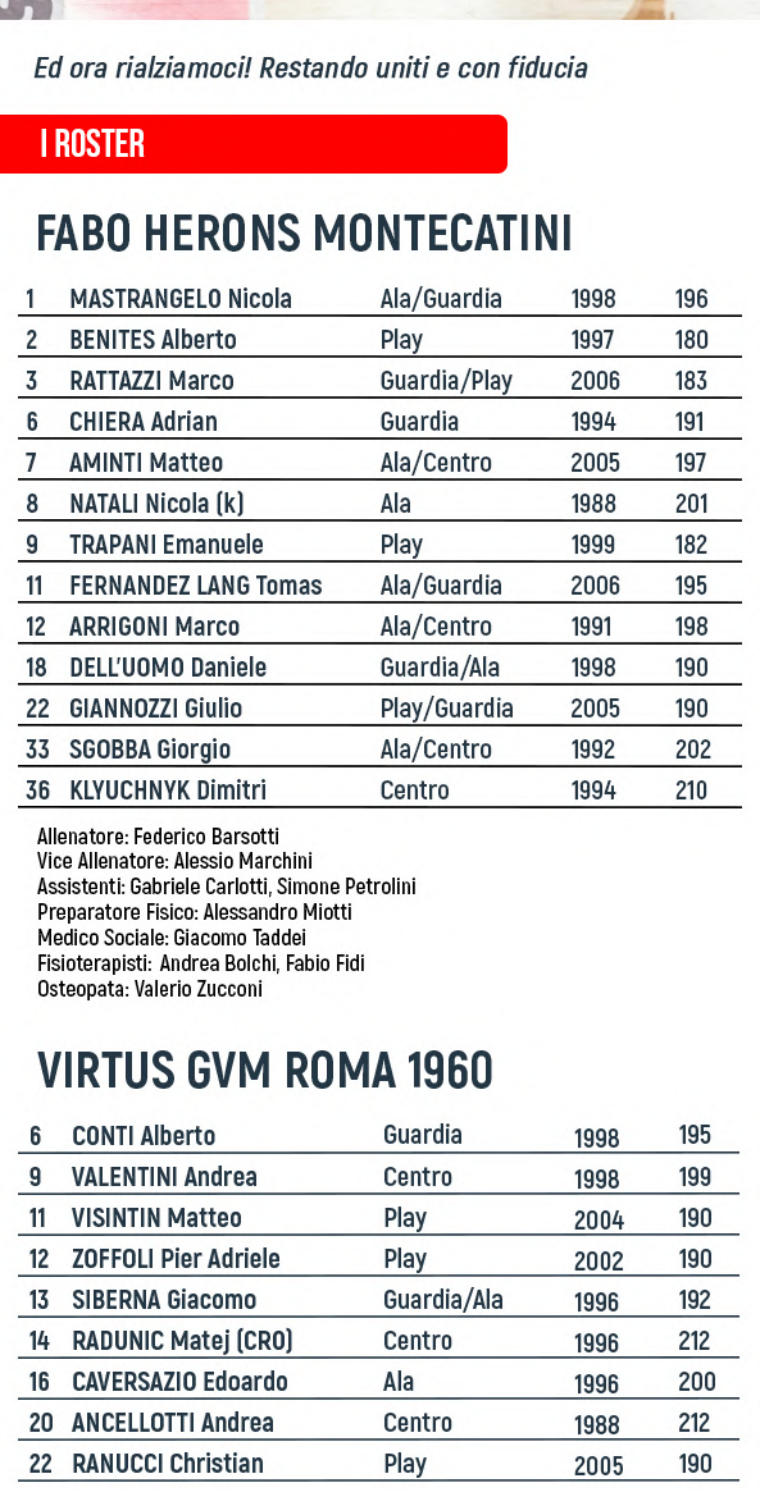 Ed ora rialziamoci! Restando uniti e con fiducia
I ROSTER
FABO HERONS MONTECATINI
1 MASTRANGELO Nicola Ala/Guardia 1998 196
2 BENITES Alberto Play 1997 180
3 RATTAZZI Marco Guardia/Play 2006 183
6 CHIERA Adrian Guardia 1994 191
7 AMINTI Matteo Ala/Centro 2005 197
8 NATALI Nicola (k) Ala 1988 201
9 TRAPANI Emanuele Play 1999 182
11 FERNANDEZ LANG Tomas Ala/Guardia 2006 195
12 ARRIGONI Marco Ala/Centro 1991 198
18 DELL'UOMO Daniele Guardia/Ala 1998 190
22 GIANNOZZI Giulio Play/Guardia 2005 190
33 SGOBBA Giorgio Ala/Centro 1992 202
36 KLYUCHNYK Dimitri Centro 1994 210
Allenatore: Federico Barsotti
Vice Allenatore: Alessio Marchini
Assistenti: Gabriele Carlotti, Simone Petrolini
Preparatore Fisico: Alessandro Miotti
Medico Sociale: Giacomo Taddei
Fisioterapisti: Andrea Bolchi, Fabio Fidi
Osteopata: Valerio Zucconi
VIRTUS GVM ROMA 1960
6 CONTI Alberto Guardia 1998 195
9 VALENTINI Andrea Centro 1998 199
11 VISINTIN Matteo Play 2004 190
12 ZOFFOLI Pier Adriele Play 2002 190
13 SIBERNA Giacomo Guardia/Ala 1996 192
14 RADUNIC Matej (CRO) Centro 1996 212
16 CAVERSAZIO Edoardo Ala 1996 200
20 ANCELLOTTI Andrea Centro 1988 212
22 RANUCCI Christian Play 2005 190